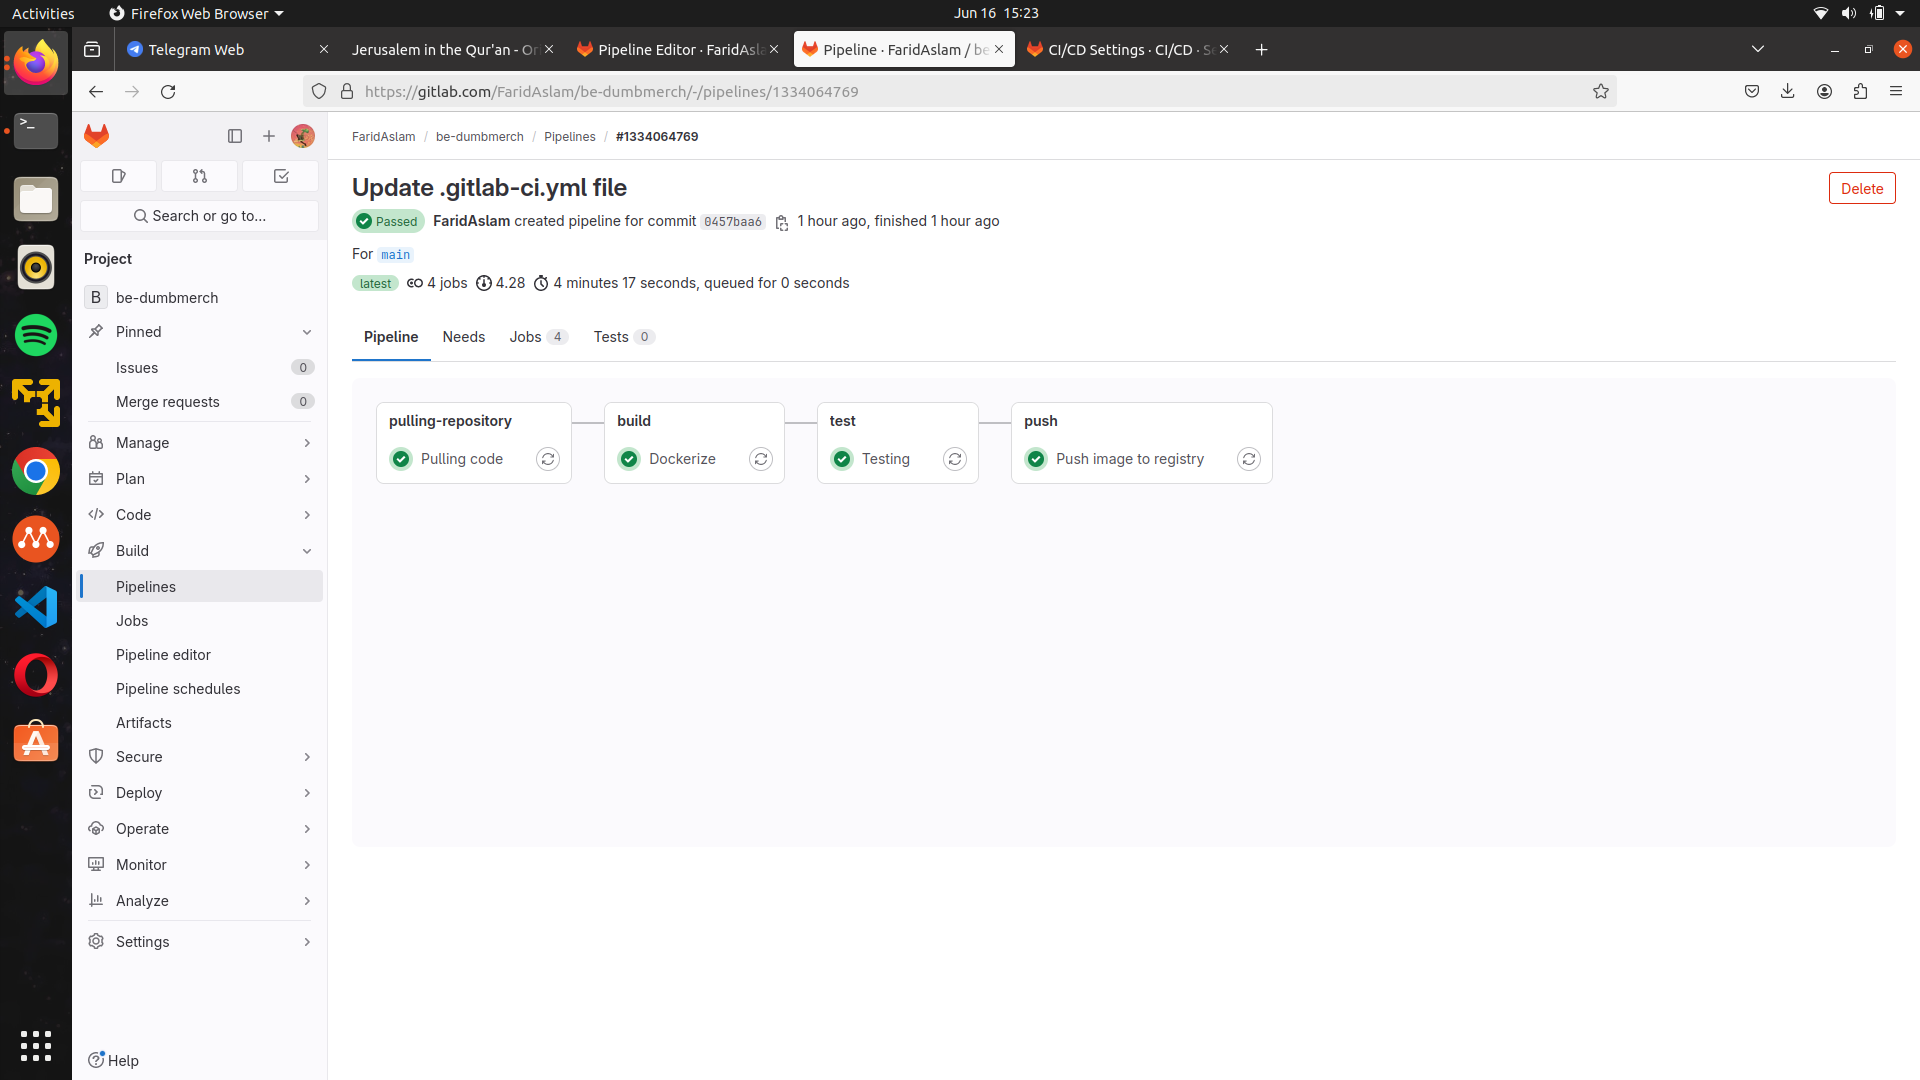 Activities
Firefox Web Browser
Jun 16 15:23
Telegram Web
Jerusalem in the Qur'an - Ori
Pipeline Editor · FaridAsla
Pipeline · FaridAslam / be
CI/CD Settings · CI/CD · Se
https://gitlab.com/FaridAslam/be-dumbmerch/-/pipelines/1334064769
FaridAslam / be-dumbmerch / Pipelines / #1334064769
Search or go to...
Project
B be-dumbmerch
Pinned
Issues 0
Merge requests 0
Manage
Plan
Code
Build
Pipelines
Jobs
Pipeline editor
Pipeline schedules
Artifacts
Secure
Deploy
Operate
Monitor
Analyze
Settings
Help
Update .gitlab-ci.yml file
Delete
Passed FaridAslam created pipeline for commit 0457baa6 1 hour ago, finished 1 hour ago
For main
latest 4 jobs 4.28 4 minutes 17 seconds, queued for 0 seconds
Pipeline Needs Jobs 4 Tests 0
pulling-repository
Pulling code
build
Dockerize
test
Testing
push
Push image to registry